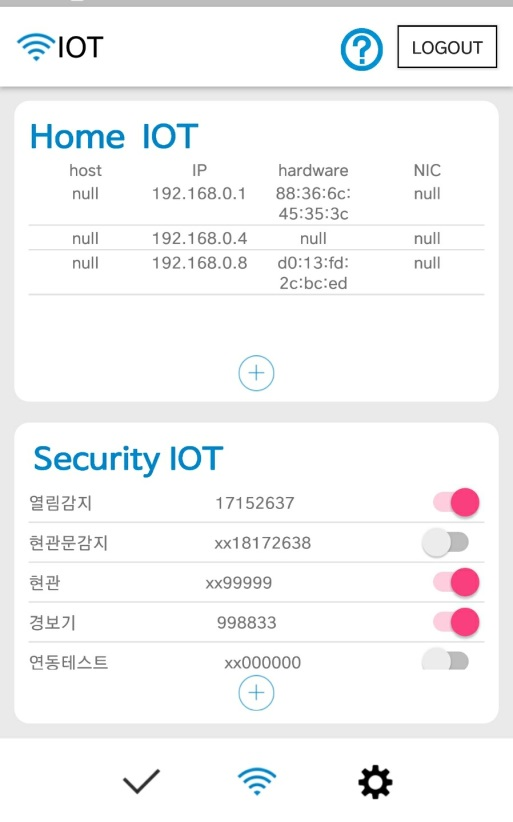 IOT
LOGOUT
Home IOT
host IP hardware NIC
null 192.168.0.1 88:36:6c: null
45:35:3c
null 192.168.0.4 null null
null 192.168.0.8 d0:13:fd: null
2c:bc:ed
Security IOT
열림감지 17152637
현관문감지 xx18172638
현관 xx99999
경보기 998833
연동테스트 xx000000